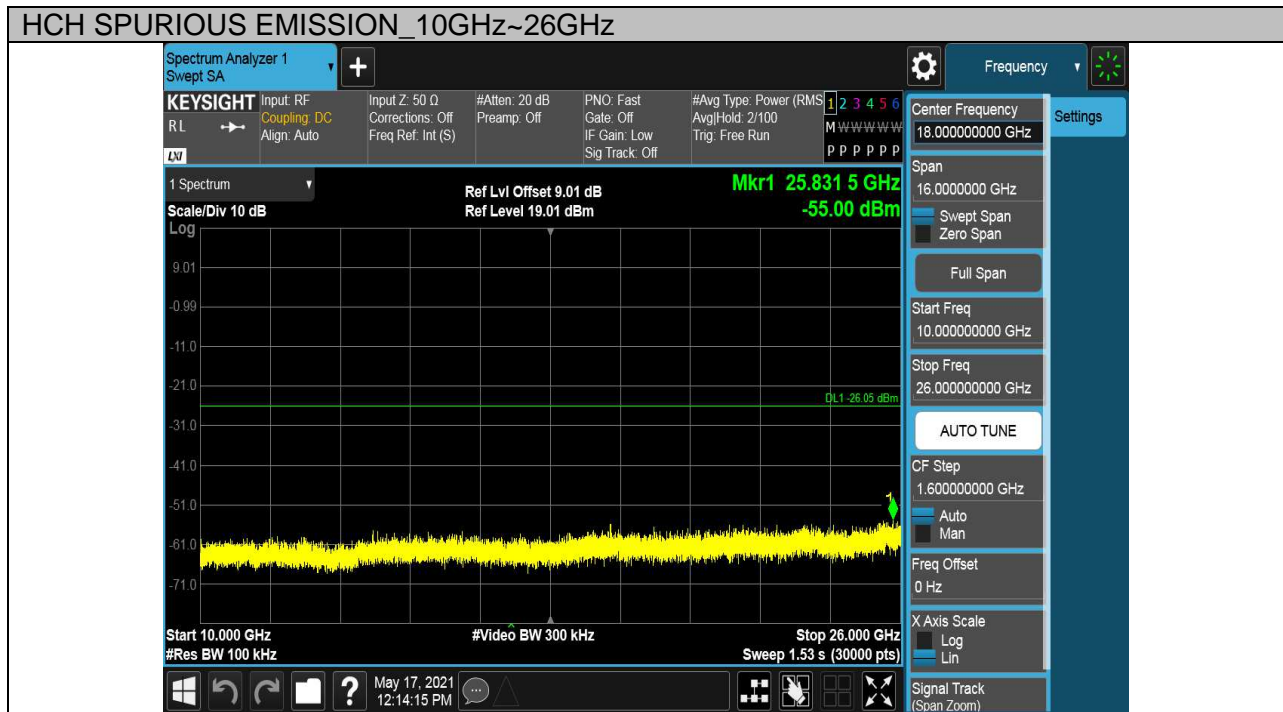 HCH SPURIOUS EMISSION_10GHz~26GHz
Spectrum Analyzer 1
Swept SA
Frequency
KEYSIGHT
RL
LXI
Input: RF
Coupling: DC
Align: Auto
Input Z: 50 Ω
Corrections: Off
Freq Ref: Int (S)
#Atten: 20 dB
Preamp: Off
PNO: Fast
Gate: Off
IF Gain: Low
Sig Track: Off
#Avg Type: Power (RMS
Avg|Hold: 2/100
Trig: Free Run
1 2 3 4 5 6
M W W W W W
P P P P P P
1 Spectrum
Scale/Div 10 dB
Log
Ref Lvl Offset 9.01 dB
Ref Level 19.01 dBm
Mkr1 25.831 5 GHz
-55.00 dBm
9.01
-0.99
-11.0
-21.0
DL1 -26.05 dBm
-31.0
-41.0
-51.0
1
-61.0
-71.0
Start 10.000 GHz
#Res BW 100 kHz
#Video BW 300 kHz
Stop 26.000 GHz
Sweep 1.53 s (30000 pts)
May 17, 2021
12:14:15 PM
Center Frequency
18.000000000 GHz
Settings
Span
16.0000000 GHz
Swept Span
Zero Span
Full Span
Start Freq
10.000000000 GHz
Stop Freq
26.000000000 GHz
AUTO TUNE
CF Step
1.600000000 GHz
Auto
Man
Freq Offset
0 Hz
X Axis Scale
Log
Lin
Signal Track
(Span Zoom)